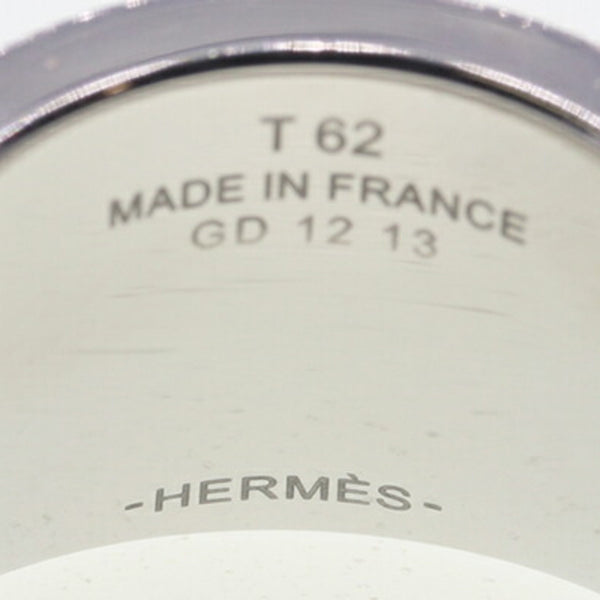 T 62
MADE IN FRANCE
GD 12 13
-HERMÈS-